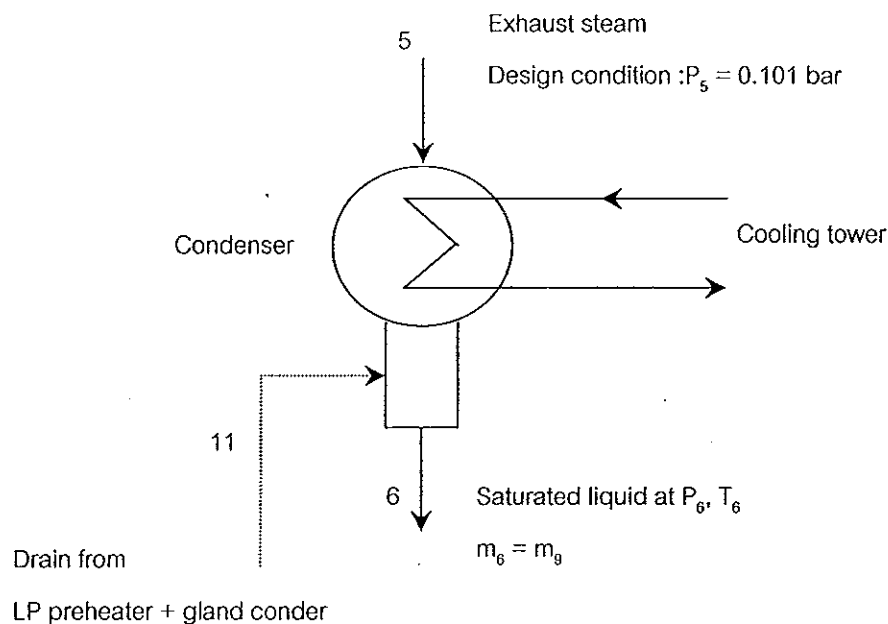 5
Exhaust steam
Design condition :P₅ = 0.101 bar
Condenser
Cooling tower
11
6
Saturated liquid at P₆, T₆
m₆ = m₉
Drain from
LP preheater + gland conder